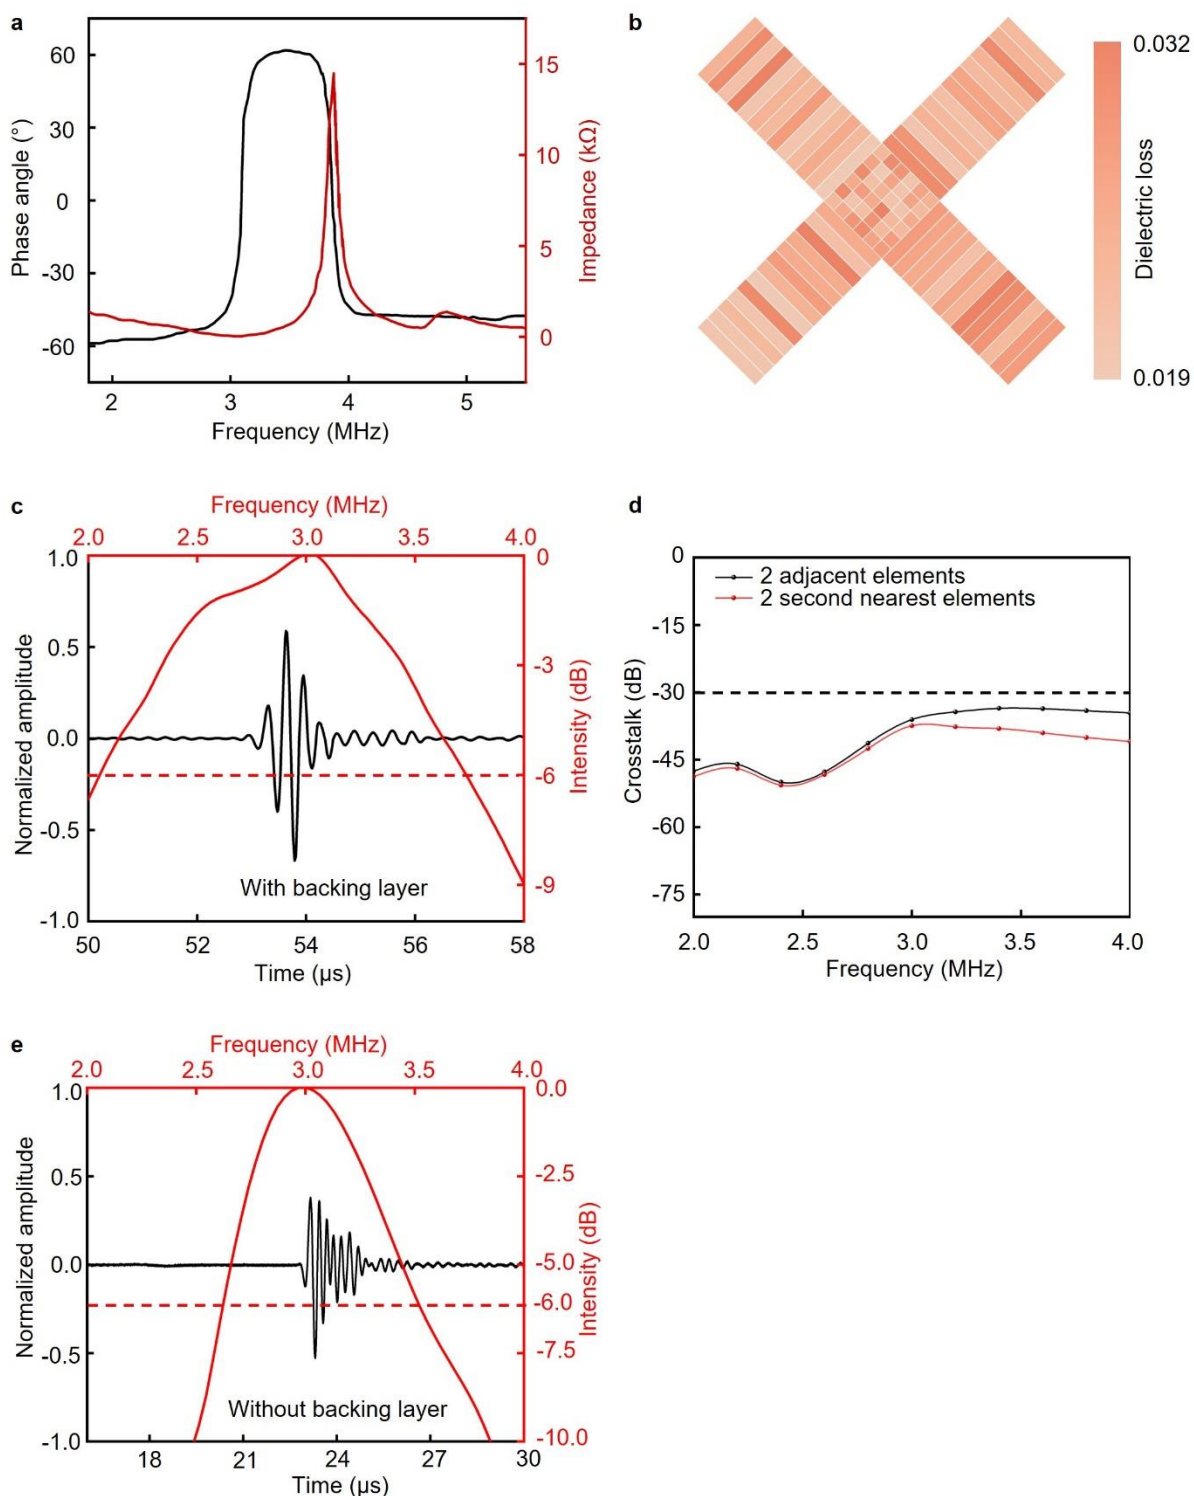 a
60
30
0
-30
-60
Phase angle (°)
15
10
5
0
Impedance (kΩ)
2 3 4 5
Frequency (MHz)
b
0.032
0.019
Dielectric loss
c
Frequency (MHz)
2.0 2.5 3.0 3.5 4.0
1.0
0.5
0.0
-0.5
-1.0
Normalized amplitude
0
-3
-6
-9
Intensity (dB)
With backing layer
50 52 54 56 58
Time (µs)
d
0
-15
-30
-45
-60
-75
Crosstalk (dB)
2 adjacent elements
2 second nearest elements
2.0 2.5 3.0 3.5 4.0
Frequency (MHz)
e
Frequency (MHz)
2.0 2.5 3.0 3.5 4.0
1.0
0.5
0.0
-0.5
-1.0
Normalized amplitude
0.0
-2.5
-5.0
-6.0
-7.5
-10.0
Intensity (dB)
Without backing layer
18 21 24 27 30
Time (µs)